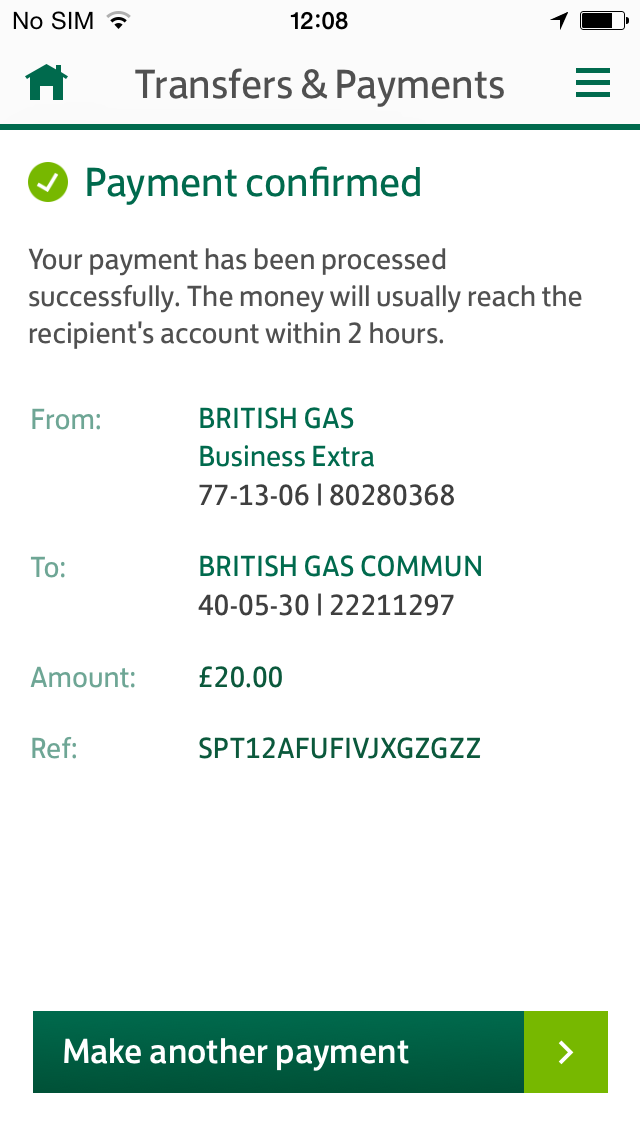 No SIM 12:08
Transfers & Payments
Payment confirmed
Your payment has been processed
successfully. The money will usually reach the
recipient's account within 2 hours.
From: BRITISH GAS
Business Extra
77-13-06 | 80280368
To: BRITISH GAS COMMUN
40-05-30 | 22211297
Amount: £20.00
Ref: SPT12AFUFIVJXGZGZZ
Make another payment